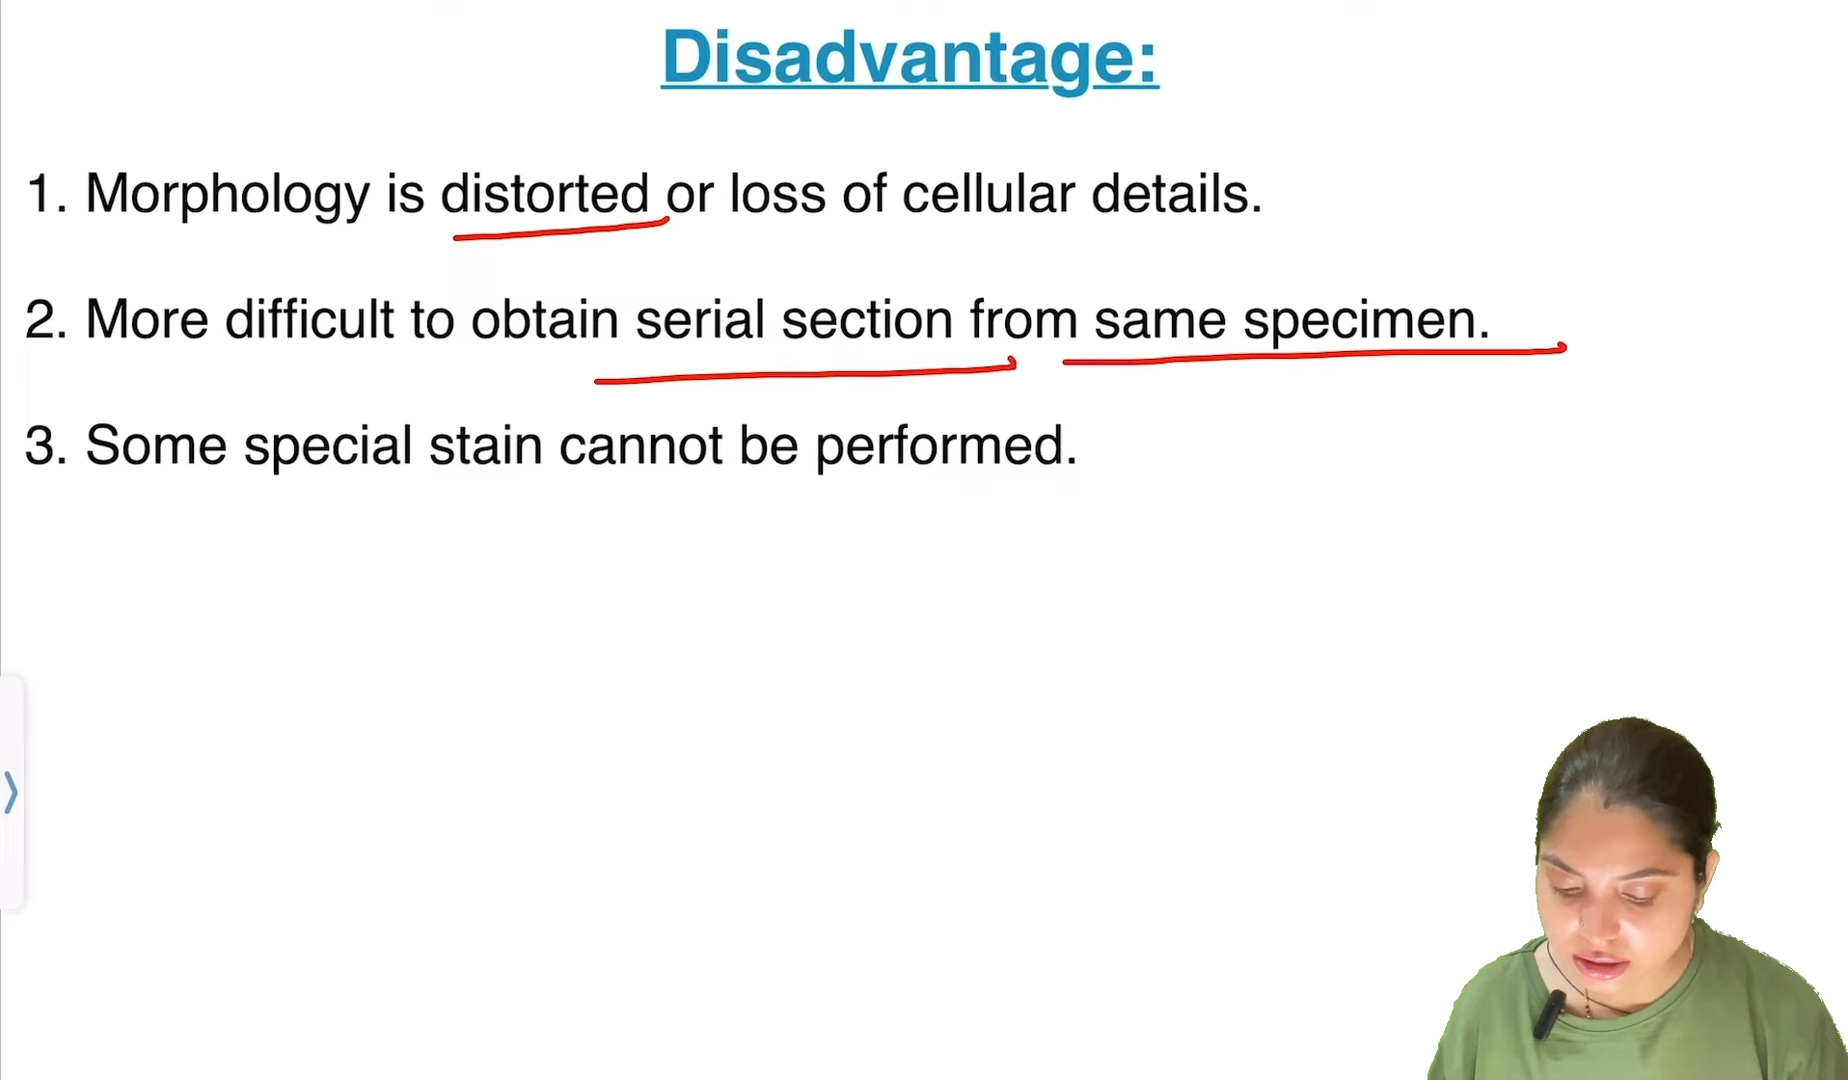 Disadvantage:
1. Morphology is distorted or loss of cellular details.
2. More difficult to obtain serial section from same specimen.
3. Some special stain cannot be performed.